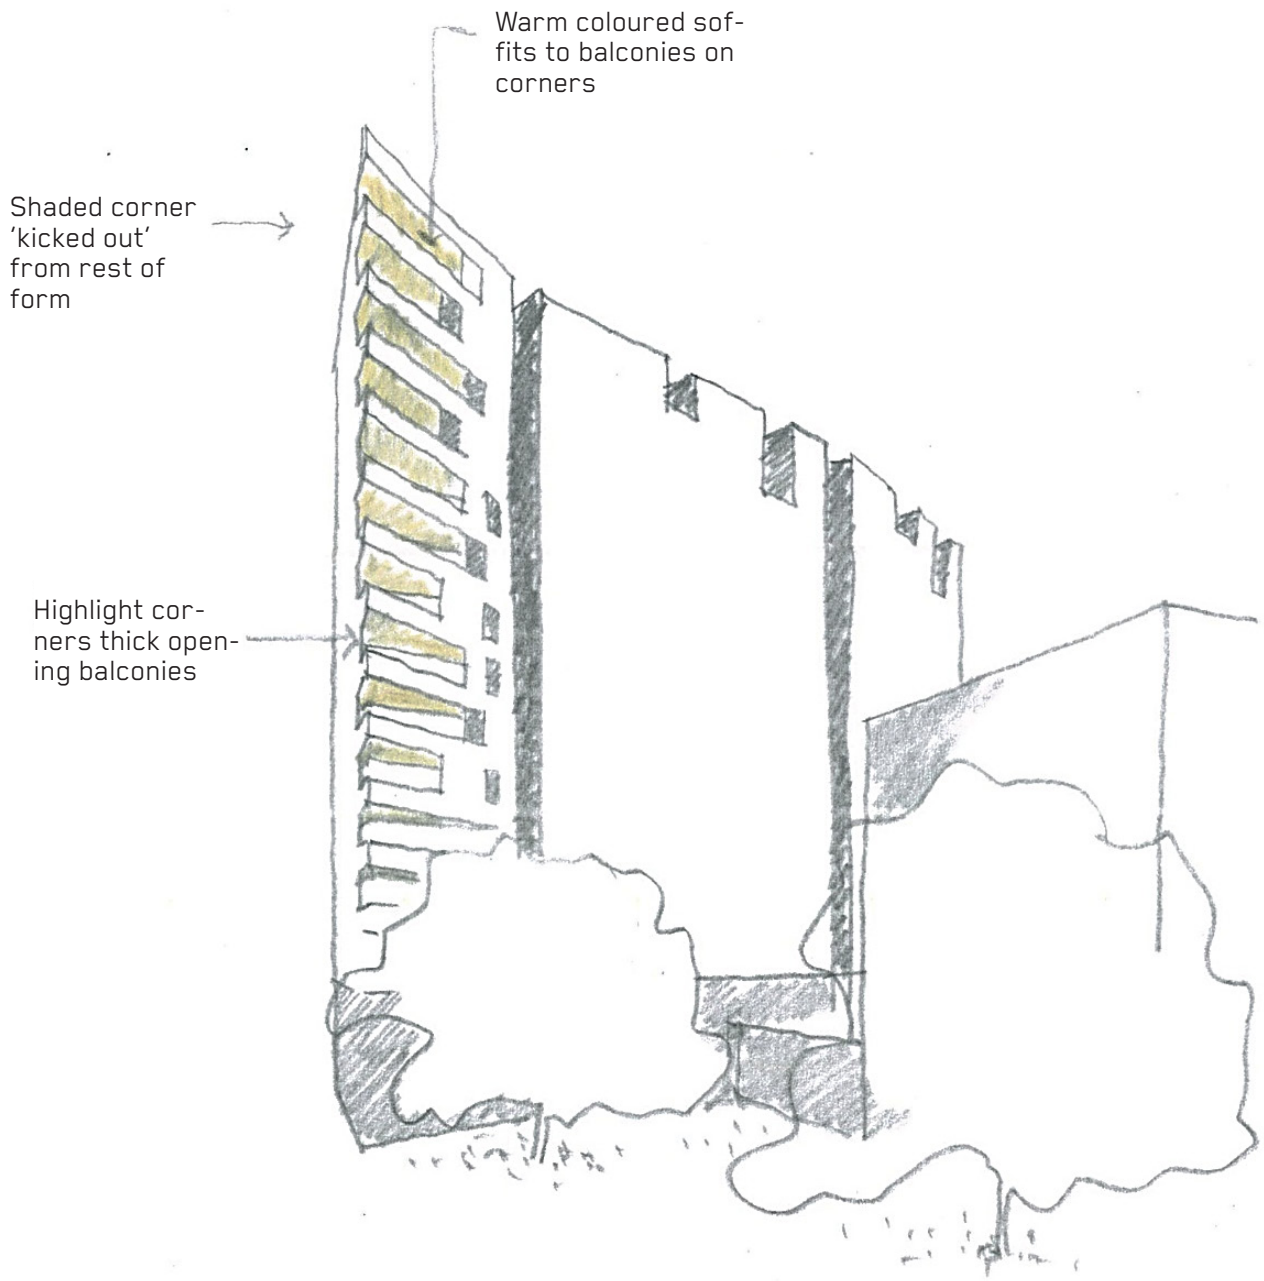 Warm coloured sof-
fits to balconies on
corners
Shaded corner
'kicked out'
from rest of
form
Highlight cor-
ners thick open-
ing balconies